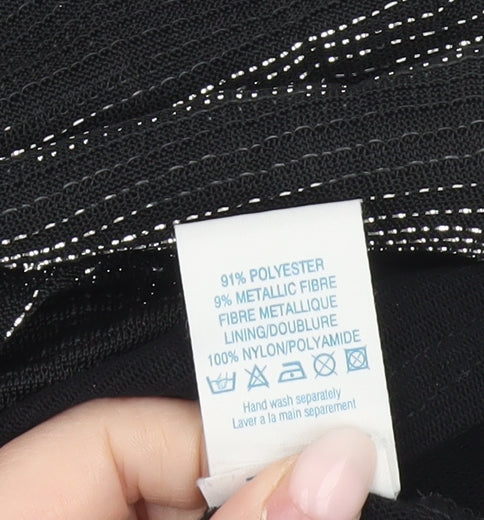 91% POLYESTER
9% METALLIC FIBRE
FIBRE METALLIQUE
LINING/DOUBLURE
100% NYLON/POLYAMIDE
Hand wash separately
Laver a la main separement